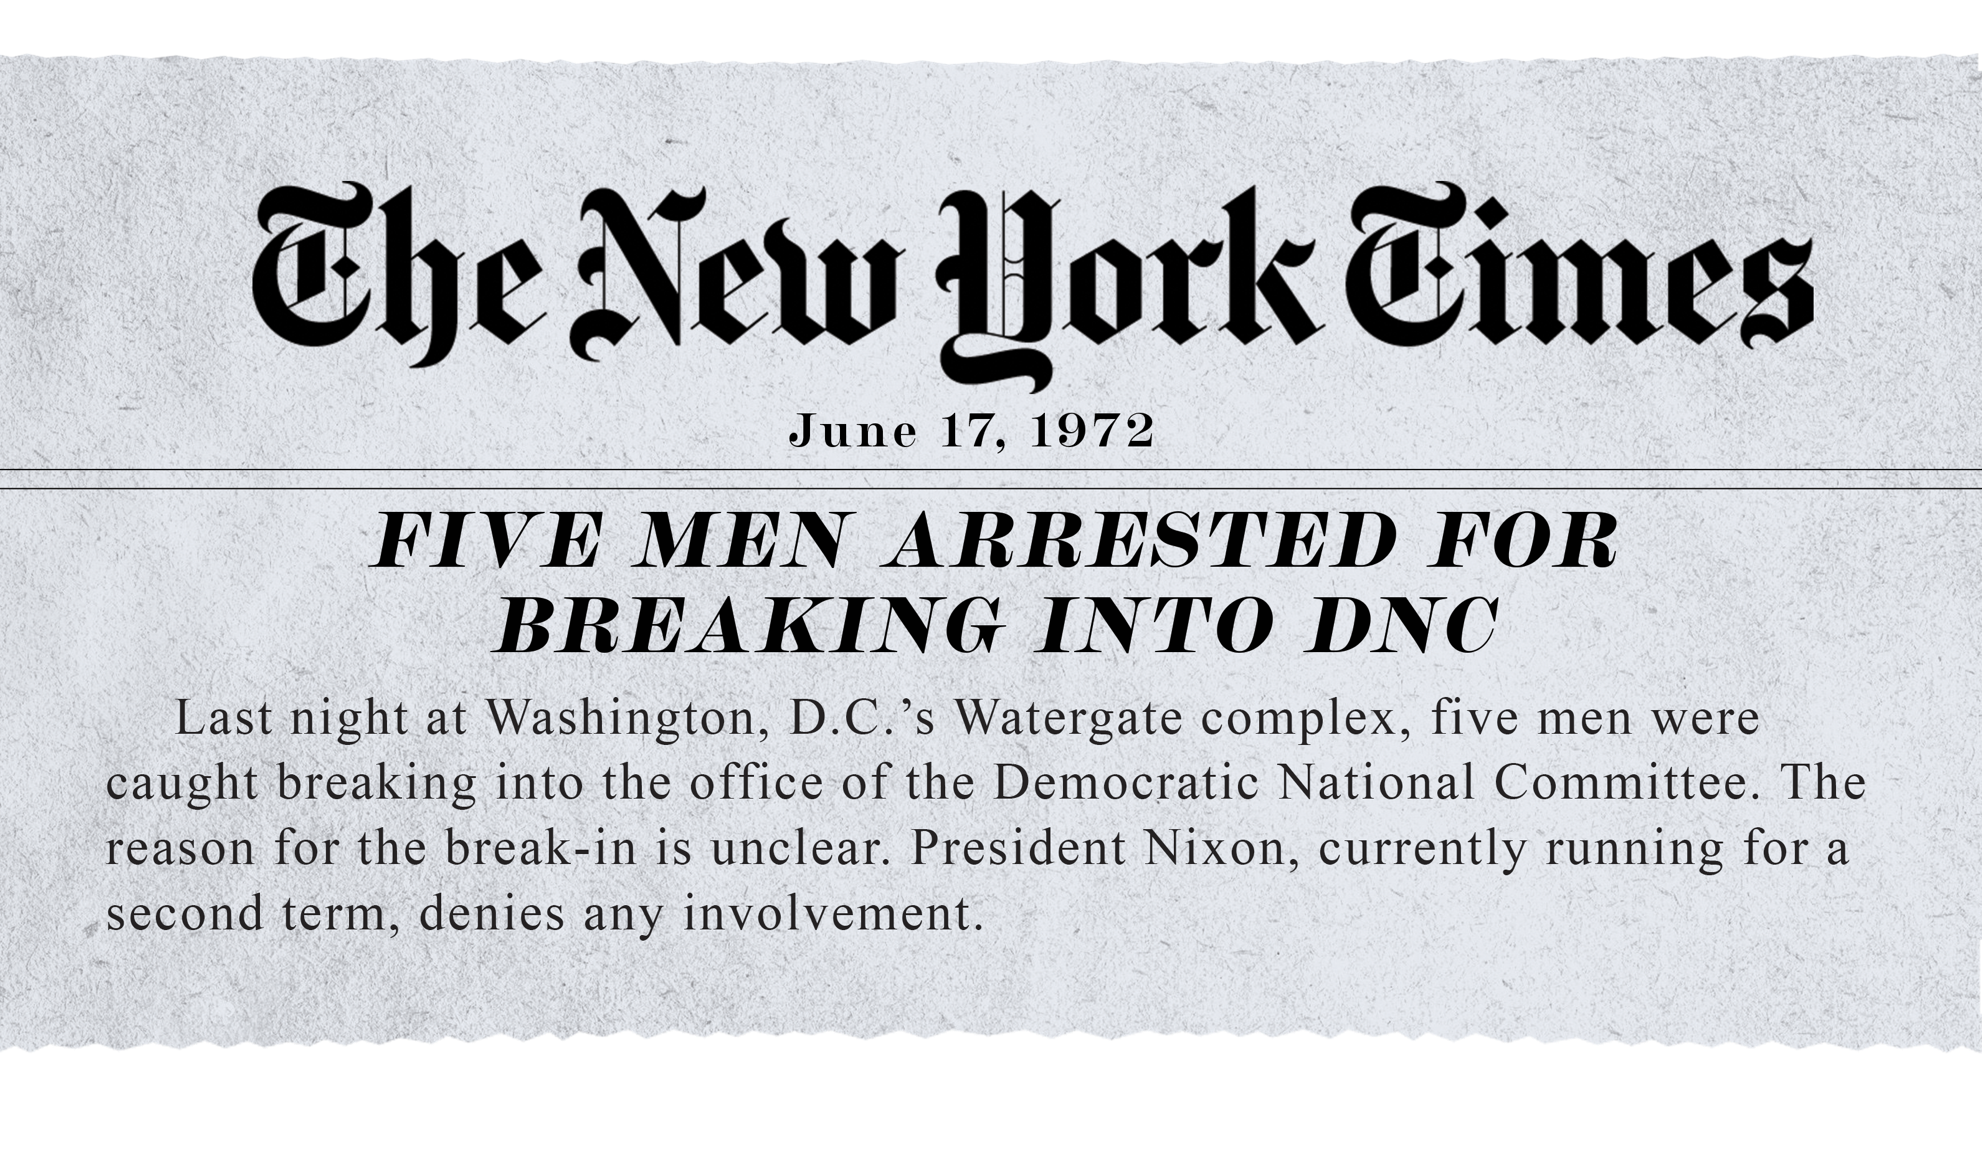 The New York Times
June 17, 1972
FIVE MEN ARRESTED FOR
BREAKING INTO DNC
Last night at Washington, D.C.’s Watergate complex, five men were
caught breaking into the office of the Democratic National Committee. The
reason for the break-in is unclear. President Nixon, currently running for a
second term, denies any involvement.